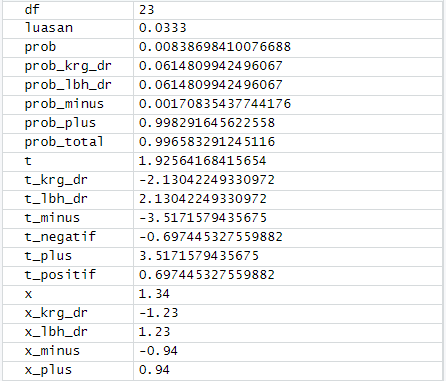 df 23
luasan 0.0333
prob 0.00838698410076688
prob_krg_dr 0.0614809942496067
prob_lbh_dr 0.0614809942496067
prob_minus 0.00170835437744176
prob_plus 0.998291645622558
prob_total 0.996583291245116
t 1.92564168415654
t_krg_dr -2.13042249330972
t_lbh_dr 2.13042249330972
t_minus -3.5171579435675
t_negatif -0.697445327559882
t_plus 3.5171579435675
t_positif 0.697445327559882
x 1.34
x_krg_dr -1.23
x_lbh_dr 1.23
x_minus -0.94
x_plus 0.94